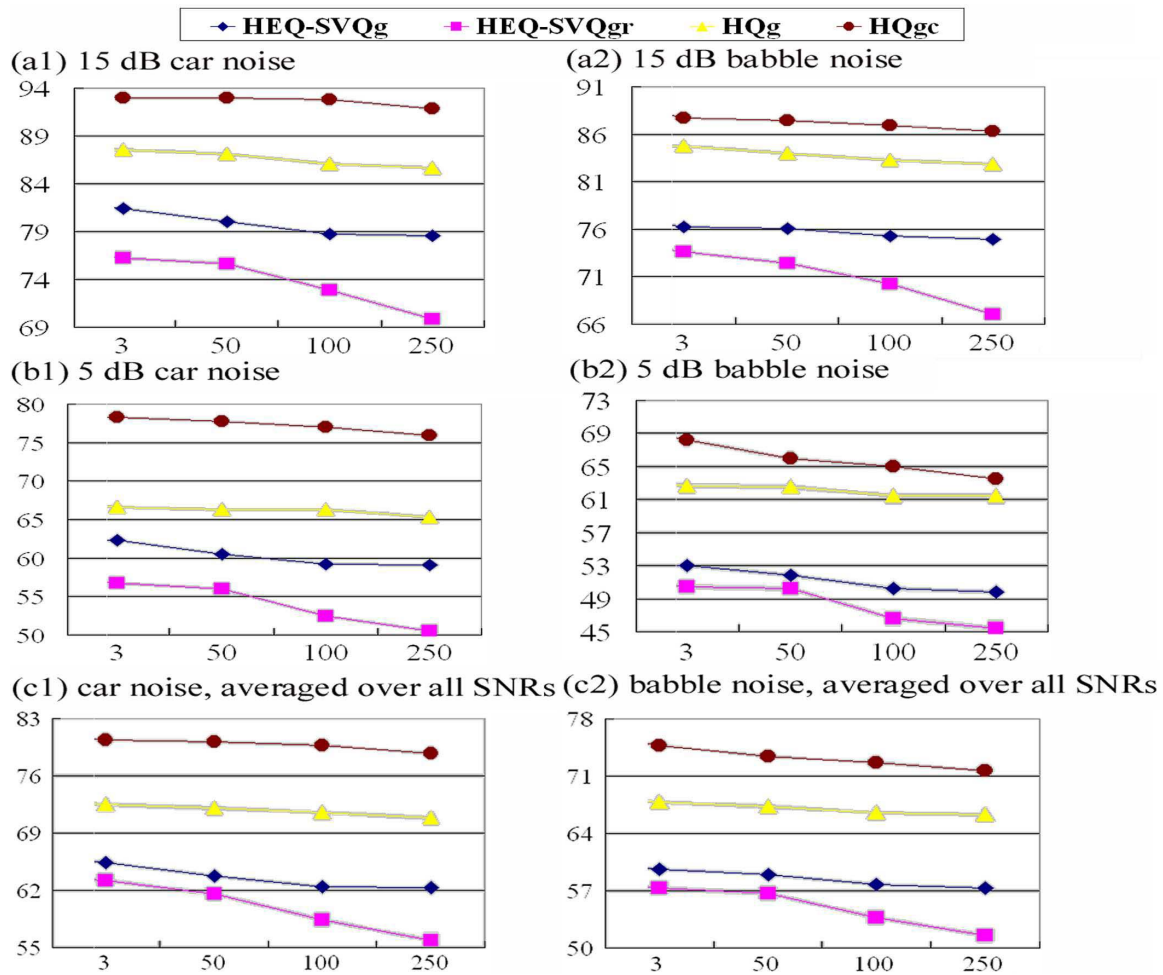 HEQ-SVQg HEQ-SVQgr HQg HQgc
(a1) 15 dB car noise
94
89
84
79
74
69
3 50 100 250
(a2) 15 dB babble noise
91
86
81
76
71
66
3 50 100 250
(b1) 5 dB car noise
80
75
70
65
60
55
50
3 50 100 250
(b2) 5 dB babble noise
73
69
65
61
57
53
49
45
3 50 100 250
(c1) car noise, averaged over all SNRs
83
76
69
62
55
3 50 100 250
(c2) babble noise, averaged over all SNRs
78
71
64
57
50
3 50 100 250